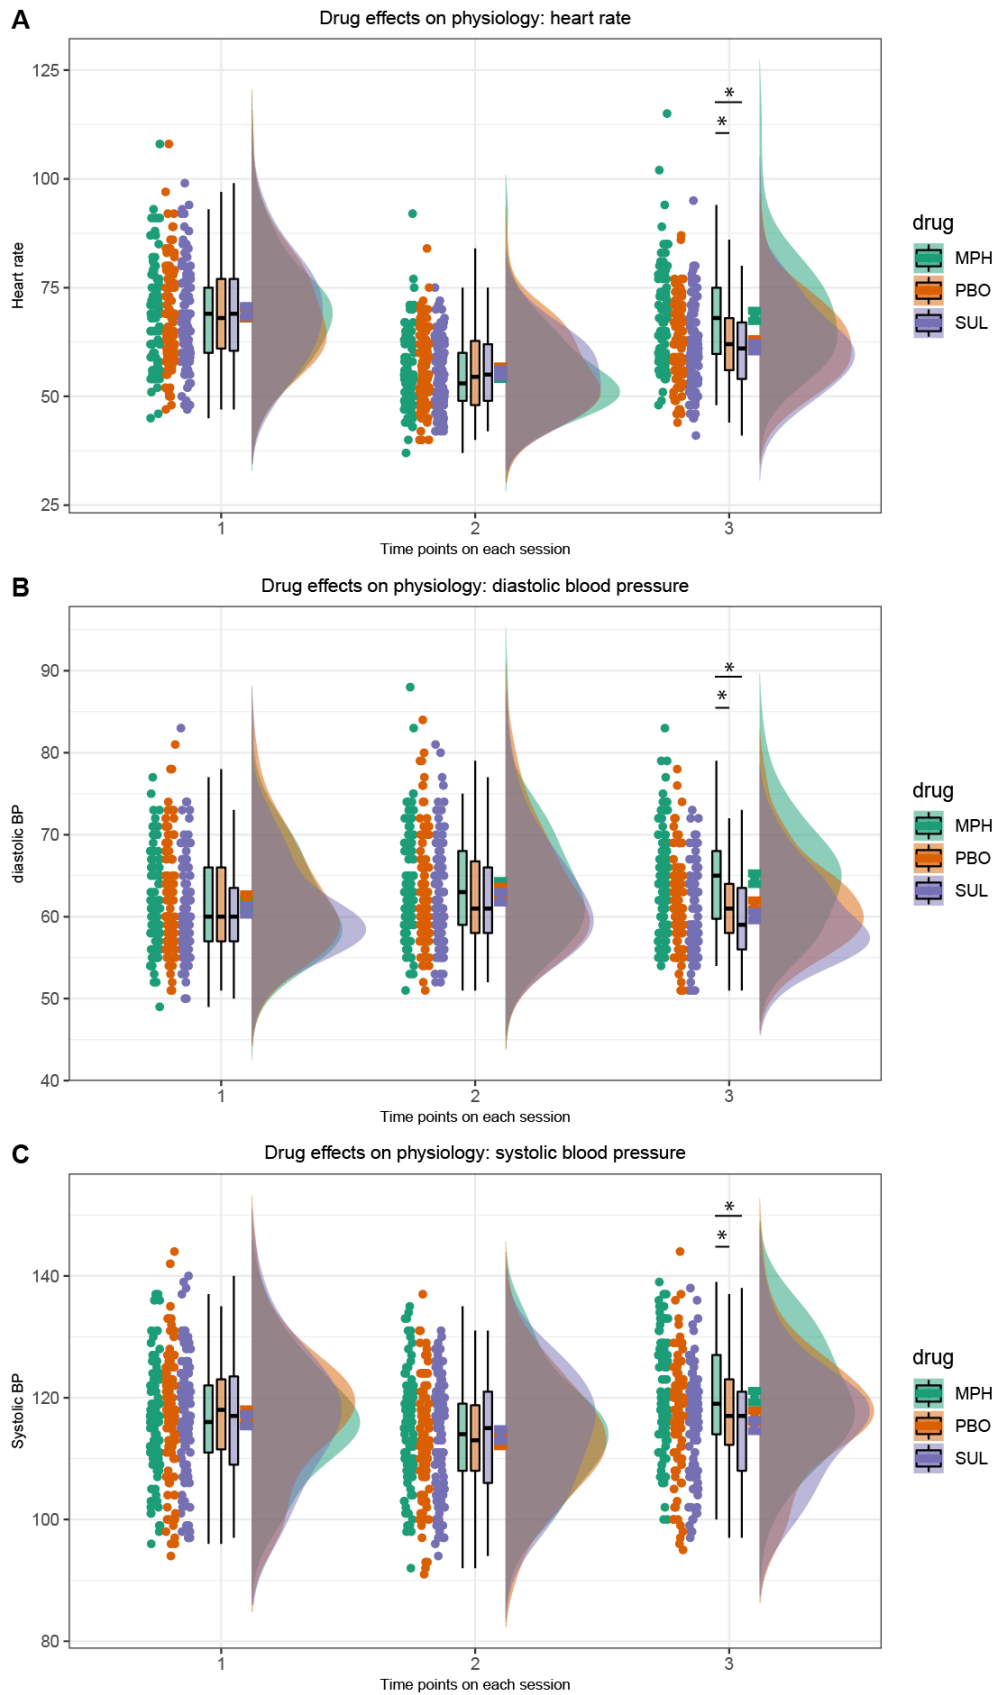 A
Drug effects on physiology: heart rate
125
100
75
50
25
Heart rate
* 
*
1
2
3
Time points on each session
drug
MPH
PBO
SUL
B
Drug effects on physiology: diastolic blood pressure
90
80
70
60
50
40
diastolic BP
*
*
1
2
3
Time points on each session
drug
MPH
PBO
SUL
C
Drug effects on physiology: systolic blood pressure
140
120
100
80
Systolic BP
*
*
1
2
3
Time points on each session
drug
MPH
PBO
SUL